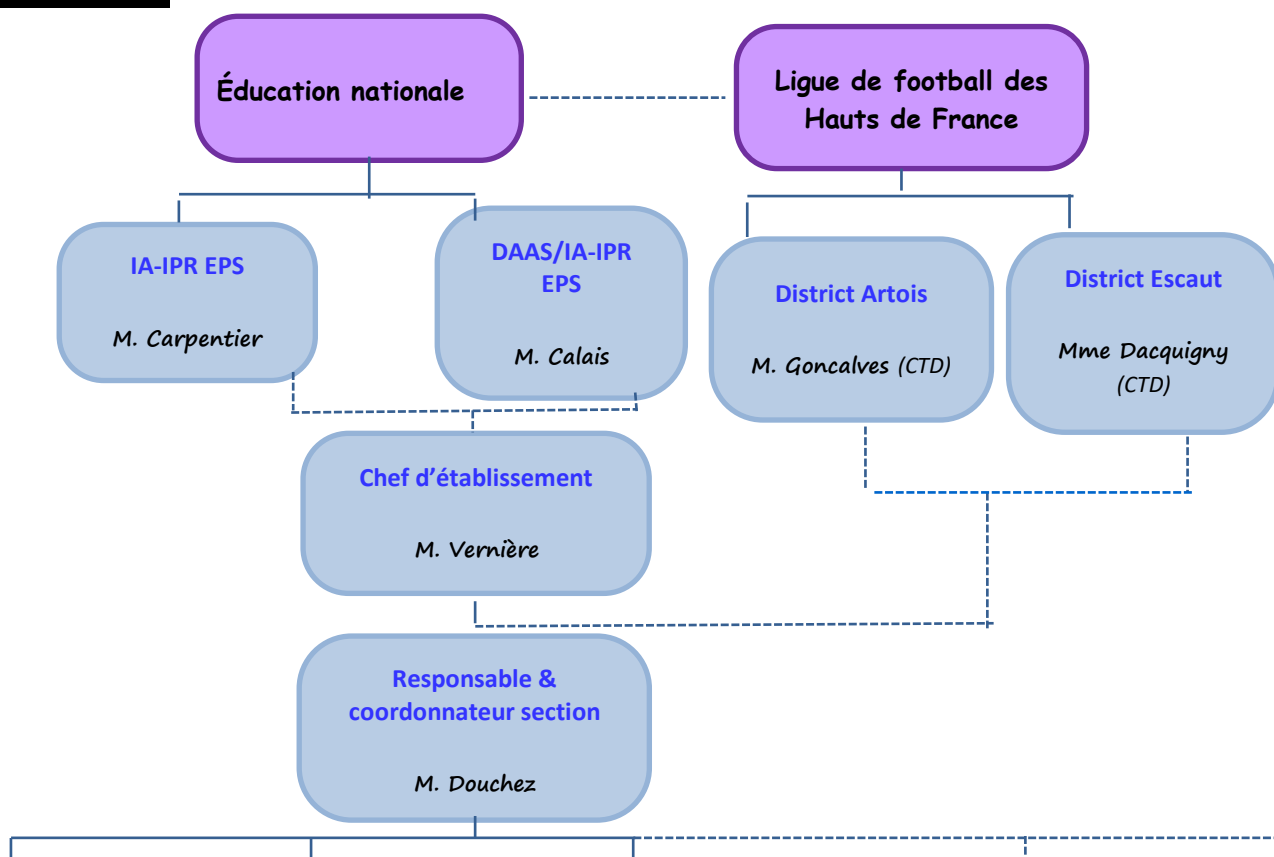 Éducation nationale
Ligue de football des
Hauts de France
IA-IPR EPS
M. Carpentier
DAAS/IA-IPR
EPS
M. Calais
District Artois
M. Goncalves (CTD)
District Escaut
Mme Dacquigny
(CTD)
Chef d’établissement
M. Vernière
Responsable &
coordonnateur section
M. Douchez